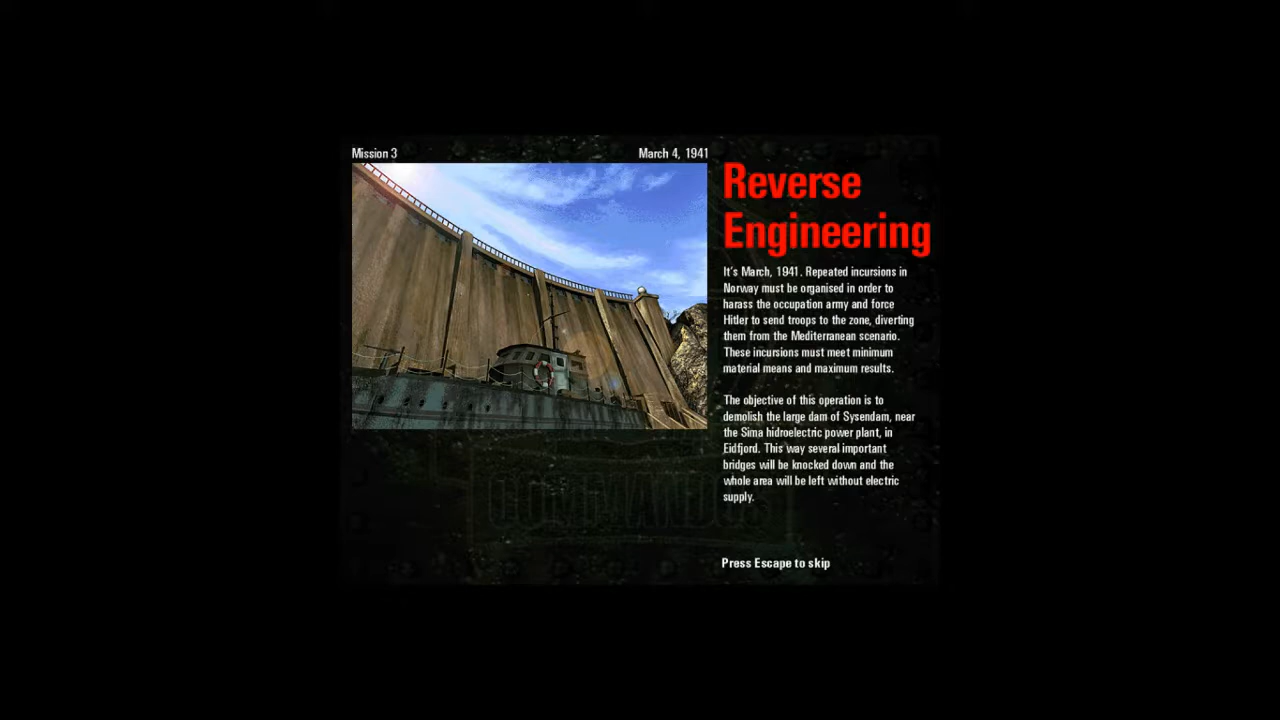 Mission 3
March 4, 1941
Reverse
Engineering
It's March, 1941. Repeated incursions in
Norway must be organised in order to
harass the occupation army and force
Hitler to send troops to the zone, diverting
them from the Mediterranean scenario.
These incursions must meet minimum
material means and maximum results.
The objective of this operation is to
demolish the large dam of Sysendam, near
the Sima hidroelectric power plant, in
Eidfjord. This way several important
bridges will be knocked down and the
whole area will be left without electric
supply.
COMMANDOS
Press Escape to skip